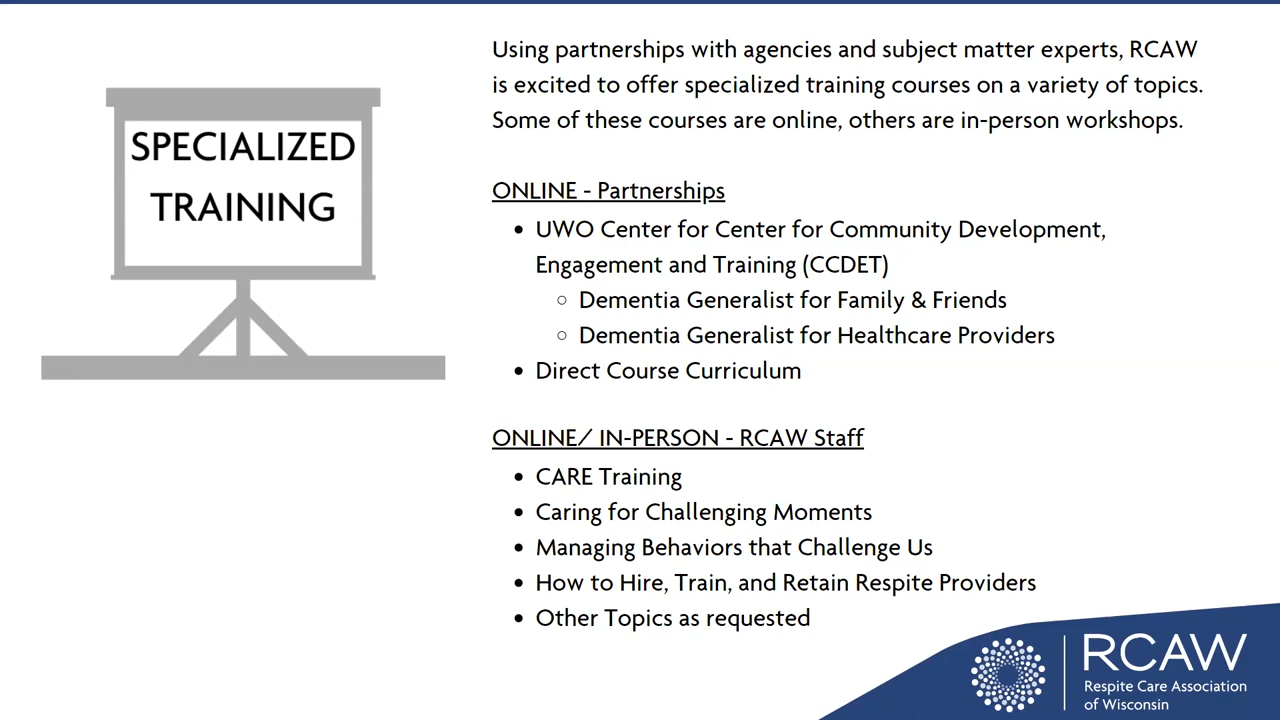 SPECIALIZED
TRAINING
Using partnerships with agencies and subject matter experts, RCAW
is excited to offer specialized training courses on a variety of topics.
Some of these courses are online, others are in-person workshops.
ONLINE - Partnerships
• UWO Center for Center for Community Development,
Engagement and Training (CCDET)
○ Dementia Generalist for Family & Friends
○ Dementia Generalist for Healthcare Providers
• Direct Course Curriculum
ONLINE/ IN-PERSON - RCAW Staff
• CARE Training
• Caring for Challenging Moments
• Managing Behaviors that Challenge Us
• How to Hire, Train, and Retain Respite Providers
• Other Topics as requested
RCAW
Respite Care Association
of Wisconsin